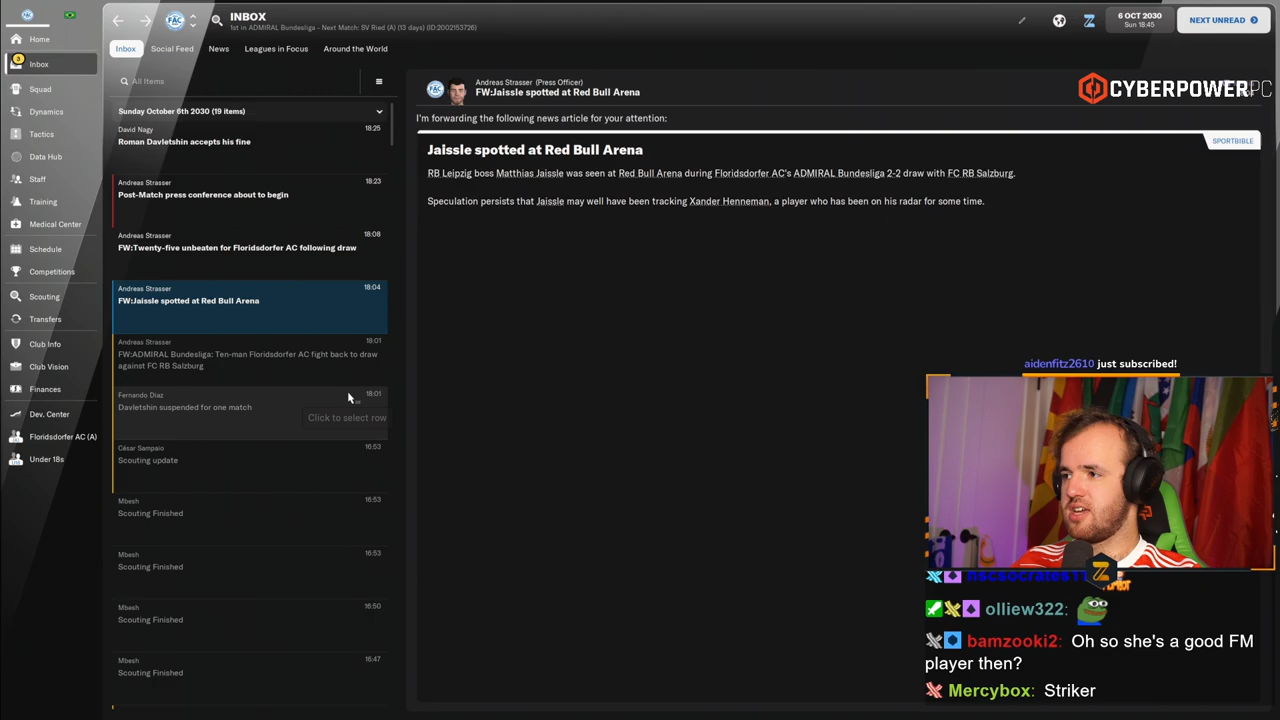 INBOX
1st in ADMIRAL Bundesliga - Next Match: SV Ried (A) (13 days) (ID:2002153726)
6 OCT 2030
Sun 18:45
NEXT UNREAD
Home
3
Inbox
Squad
Dynamics
Tactics
Data Hub
Staff
Training
Medical Center
Schedule
Competitions
Scouting
Transfers
Club Info
Club Vision
Finances
Dev. Center
Floridsdorfer AC (A)
Under 18s
Inbox
Social Feed
News
Leagues in Focus
Around the World
All Items
Sunday October 6th 2030 (19 items)
David Nagy
18:25
Roman Davletshin accepts his fine
Andreas Strasser
18:23
Post-Match press conference about to begin
Andreas Strasser
18:08
FW:Twenty-five unbeaten for Floridsdorfer AC following draw
Andreas Strasser
18:04
FW:Jaissle spotted at Red Bull Arena
Andreas Strasser
18:01
FW:ADMIRAL Bundesliga: Ten-man Floridsdorfer AC fight back to draw
against FC RB Salzburg
Fernando Diaz
18:01
Davletshin suspended for one match
Click to select row
César Sampaio
16:53
Scouting update
Mbesh
16:53
Scouting Finished
Mbesh
16:53
Scouting Finished
Mbesh
16:50
Scouting Finished
Mbesh
16:47
Scouting Finished
FAC
Andreas Strasser (Press Officer)
FW:Jaissle spotted at Red Bull Arena
CYBERPOWERPC
I'm forwarding the following news article for your attention:
SPORTBIBLE
Jaissle spotted at Red Bull Arena
RB Leipzig boss Matthias Jaissle was seen at Red Bull Arena during Floridsdorfer AC's ADMIRAL Bundesliga 2-2 draw with FC RB Salzburg.
Speculation persists that Jaissle may well have been tracking Xander Henneman, a player who has been on his radar for some time.
aidenfitz2610 just subscribed!
olliew322:
bamzooki2: Oh so she's a good FM
player then?
Mercybox: Striker